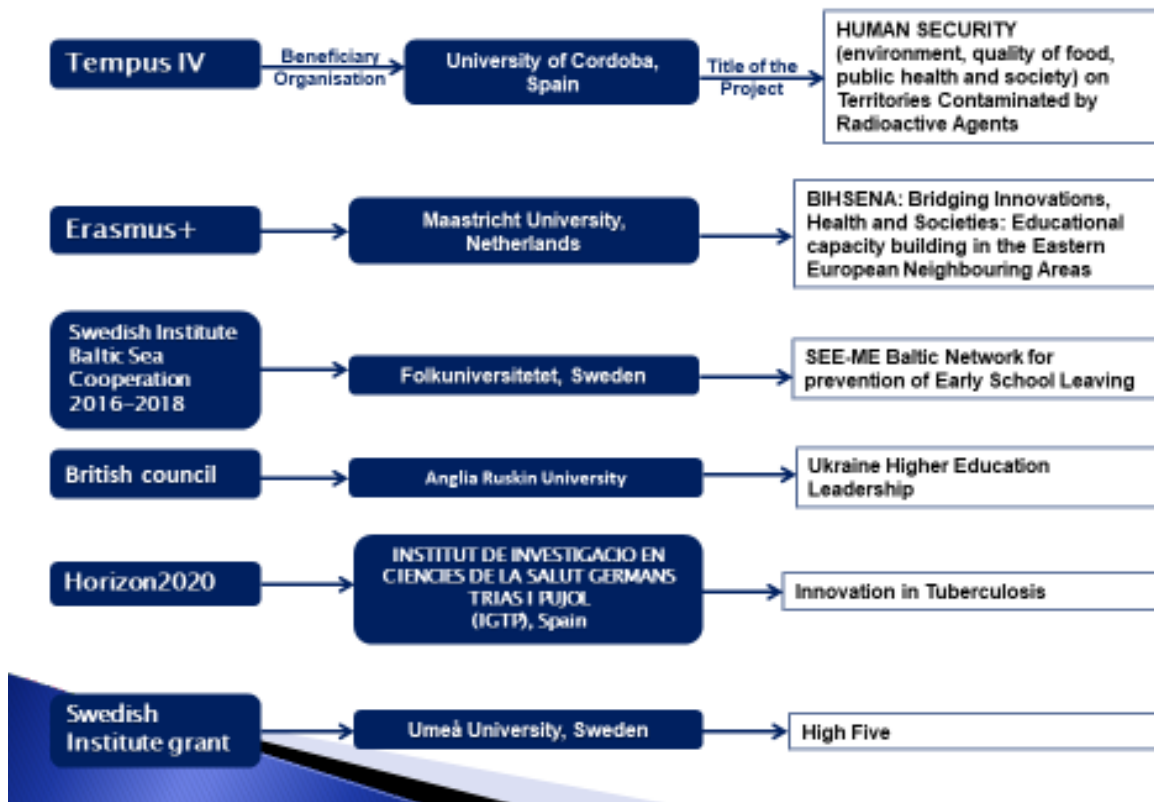 Tempus IV
Beneficiary
Organisation
University of Cordoba,
Spain
Title of the
Project
HUMAN SECURITY
(environment, quality of food,
public health and society) on
Territories Contaminated by
Radioactive Agents
Erasmus+
Maastricht University,
Netherlands
BIHSENA: Bridging Innovations,
Health and Societies: Educational
capacity building in the Eastern
European Neighbouring Areas
Swedish Institute
Baltic Sea
Cooperation
2016–2018
Folkuniversitetet, Sweden
SEE-ME Baltic Network for
prevention of Early School Leaving
British council
Anglia Ruskin University
Ukraine Higher Education
Leadership
Horizon2020
INSTITUT DE INVESTIGACIO EN
CIENCIES DE LA SALUT GERMANS
TRIAS I PUJOL
(IGTP), Spain
Innovation in Tuberculosis
Swedish
Institute grant
Umeå University, Sweden
High Five